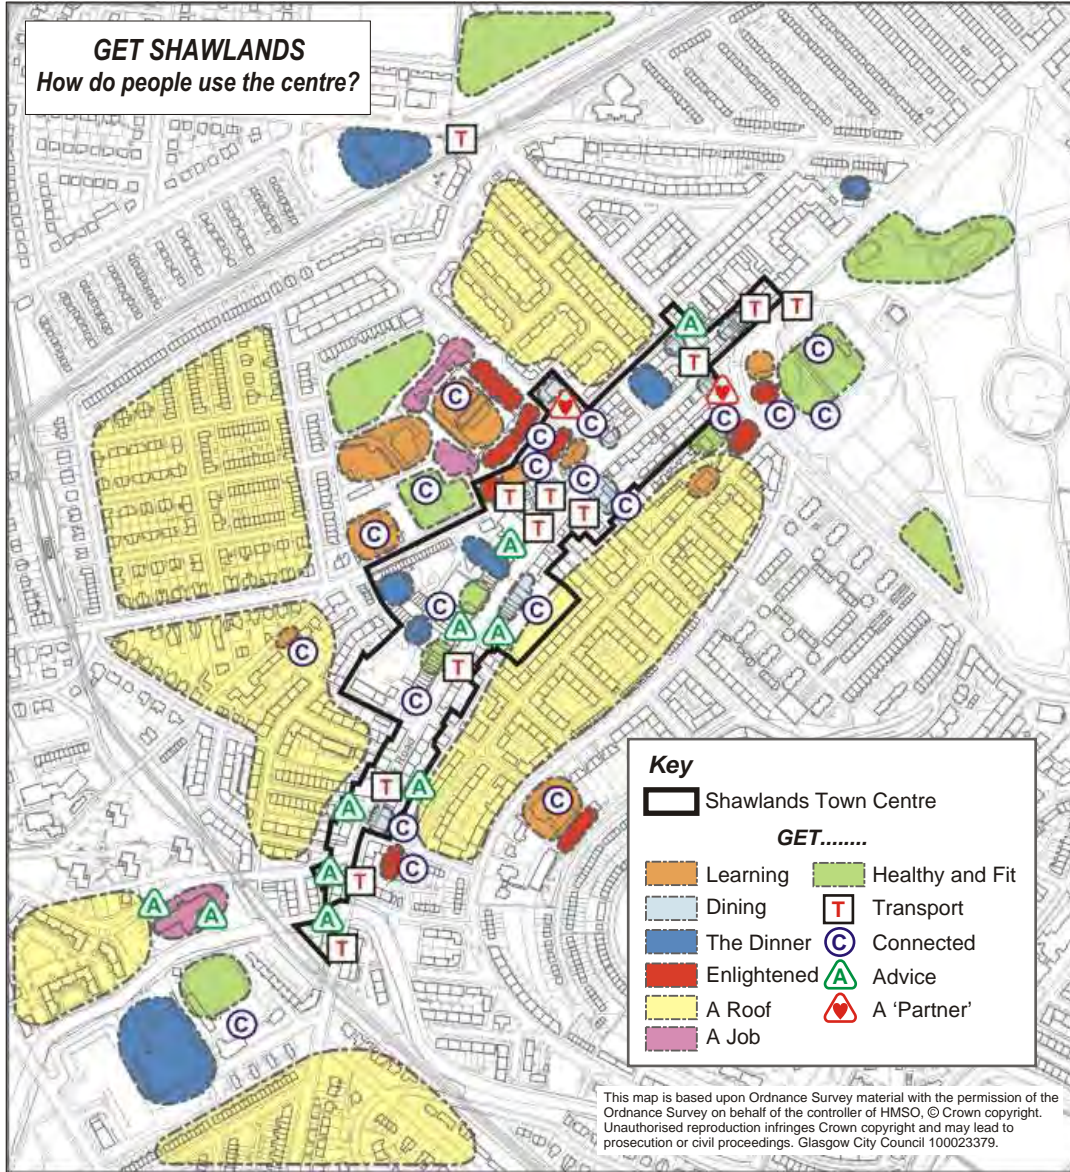 GET SHAWLANDS
How do people use the centre?
T
T
T
A
T
C
C
C
C
C
C
C
C
C
C
C
T
T
T
T
C
A
C
A
A
C
C
T
C
T
A
A
C
C
C
A
T
A
A
A
T
C
Key
Shawlands Town Centre
GET........
Learning
Healthy and Fit
Dining
T
Transport
The Dinner
C
Connected
Enlightened
A
Advice
A Roof
A 'Partner'
A Job
This map is based upon Ordnance Survey material with the permission of the
Ordnance Survey on behalf of the controller of HMSO, © Crown copyright.
Unauthorised reproduction infringes Crown copyright and may lead to
prosecution or civil proceedings. Glasgow City Council 100023379.